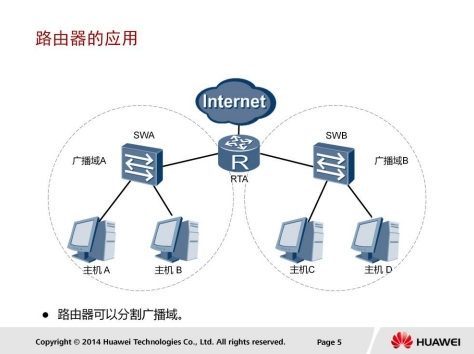 路由器的应用
Internet
SWA
SWB
广播域A
广播域B
R
RTA
主机 A
主机 B
主机C
主机 D
● 路由器可以分割广播域。
Copyright © 2014 Huawei Technologies Co., Ltd. All rights reserved.
Page 5
HUAWEI